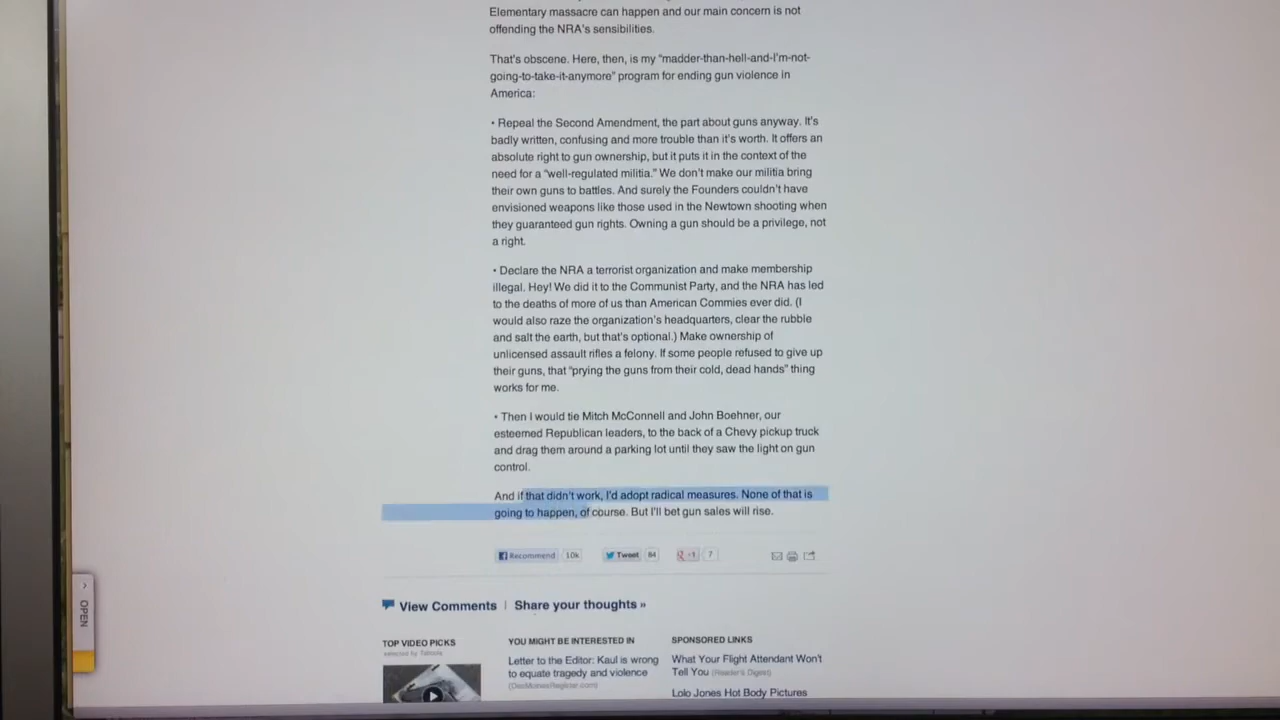 Elementary massacre can happen and our main concern is not
offending the NRA's sensibilities.
That's obscene. Here, then, is my "madder-than-hell-and-I'm-not-
going-to-take-it-anymore" program for ending gun violence in
America:
• Repeal the Second Amendment, the part about guns anyway. It's
badly written, confusing and more trouble than it's worth. It offers an
absolute right to gun ownership, but it puts it in the context of the
need for a "well-regulated militia." We don't make our militia bring
their own guns to battles. And surely the Founders couldn't have
envisioned weapons like those used in the Newtown shooting when
they guaranteed gun rights. Owning a gun should be a privilege, not
a right.
• Declare the NRA a terrorist organization and make membership
illegal. Hey! We did it to the Communist Party, and the NRA has led
to the deaths of more of us than American Commies ever did. (I
would also raze the organization's headquarters, clear the rubble
and salt the earth, but that's optional.) Make ownership of
unlicensed assault rifles a felony. If some people refused to give up
their guns, that "prying the guns from their cold, dead hands" thing
works for me.
• Then I would tie Mitch McConnell and John Boehner, our
esteemed Republican leaders, to the back of a Chevy pickup truck
and drag them around a parking lot until they saw the light on gun
control.
And if that didn't work, I'd adopt radical measures. None of that is
going to happen, of course. But I'll bet gun sales will rise.
Recommend 10k Tweet 84 +1 7
OPEN
View Comments | Share your thoughts »
TOP VIDEO PICKS
selected by Taboola
YOU MIGHT BE INTERESTED IN
Letter to the Editor: Kaul is wrong
to equate tragedy and violence
(DesMoinesRegister.com)
SPONSORED LINKS
What Your Flight Attendant Won't
Tell You (Reader's Digest)
Lolo Jones Hot Body Pictures